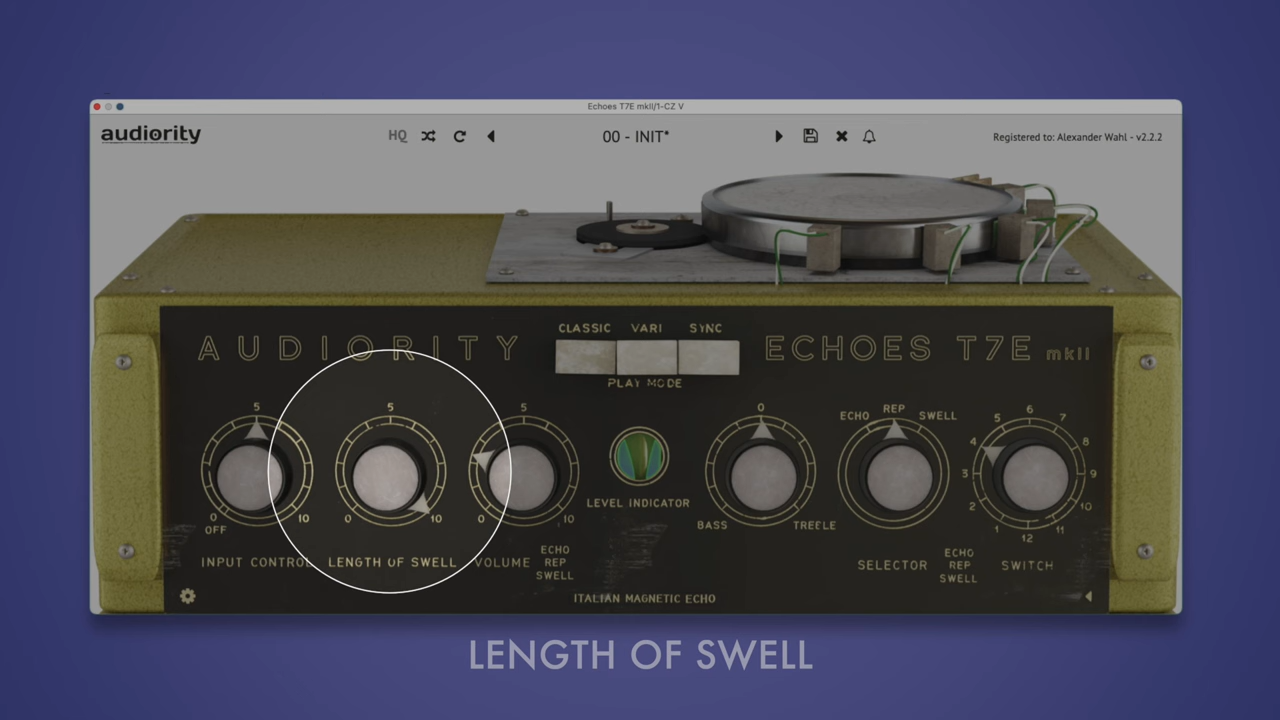 Echoes T7E mkII/1-CZ V
audiority
HQ
00 - INIT*
Registered to: Alexander Wahl - v2.2.2
CLASSIC VARI SYNC
AUDIORITY
ECHOES T7E mkII
PLAY MODE
5
0
10
OFF
INPUT CONTROL
5
0
10
LENGTH OF SWELL
5
0
10
VOLUME
ECHO
REP
SWELL
LEVEL INDICATOR
0
BASS
TREBLE
ECHO REP SWELL
SELECTOR
ECHO
REP
SWELL
1
2
3
4
5
6
7
8
9
10
11
12
SWITCH
ITALIAN MAGNETIC ECHO
LENGTH OF SWELL